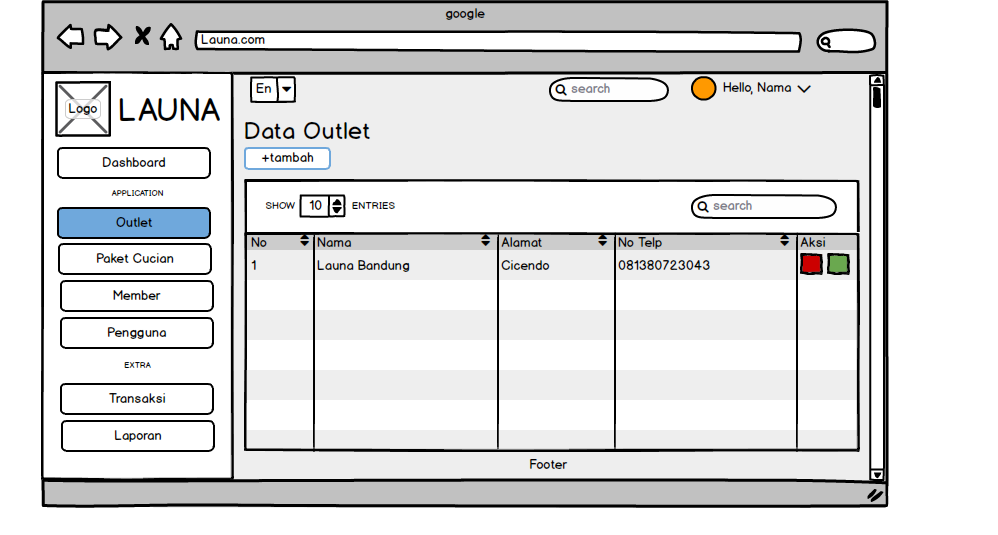 google
Launa.com
Logo
LAUNA
Dashboard
APPLICATION
Outlet
Paket Cucian
Member
Pengguna
EXTRA
Transaksi
Laporan
En
search
Hello, Nama
Data Outlet
+tambah
SHOW 10 ENTRIES
search
No Nama Alamat No Telp Aksi
1 Launa Bandung Cicendo 081380723043
Footer